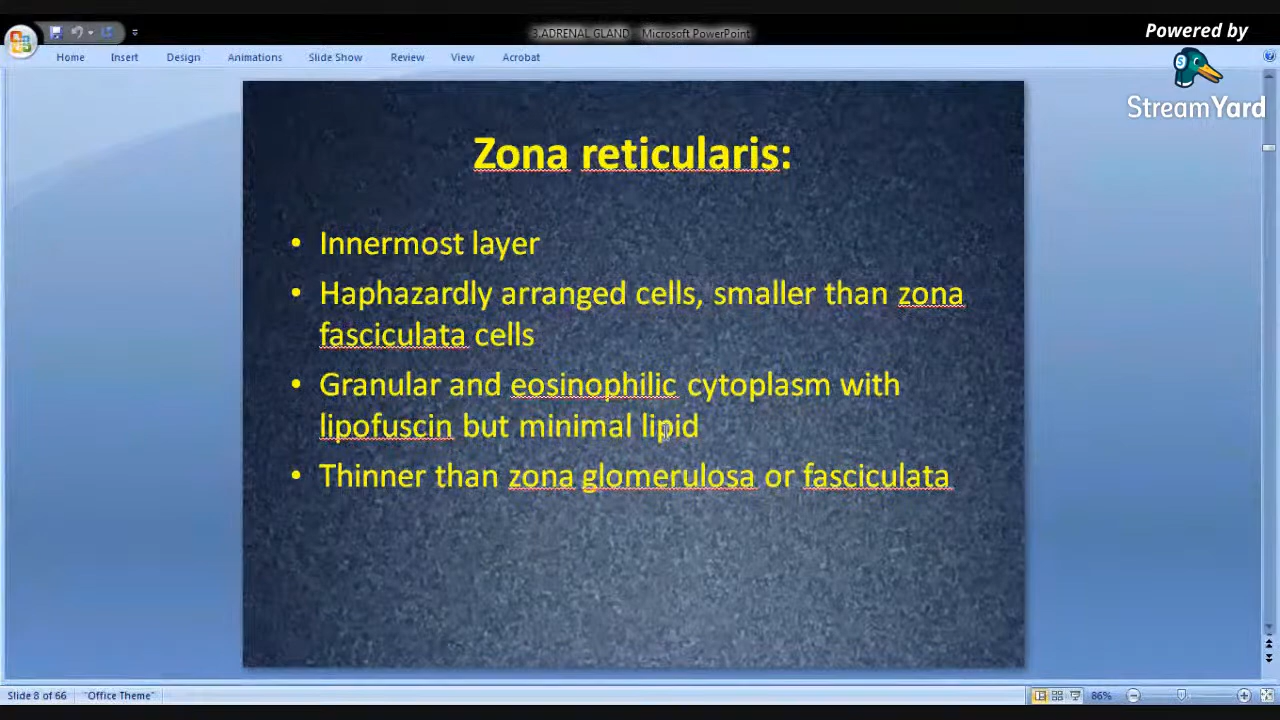 3.ADRENAL GLAND - Microsoft PowerPoint
Powered by
StreamYard
Home Insert Design Animations Slide Show Review View Acrobat
Zona reticularis:
• Innermost layer
• Haphazardly arranged cells, smaller than zona
fasciculata cells
• Granular and eosinophilic cytoplasm with
lipofuscin but minimal lipid
• Thinner than zona glomerulosa or fasciculata
Slide 8 of 66 "Office Theme" 86%